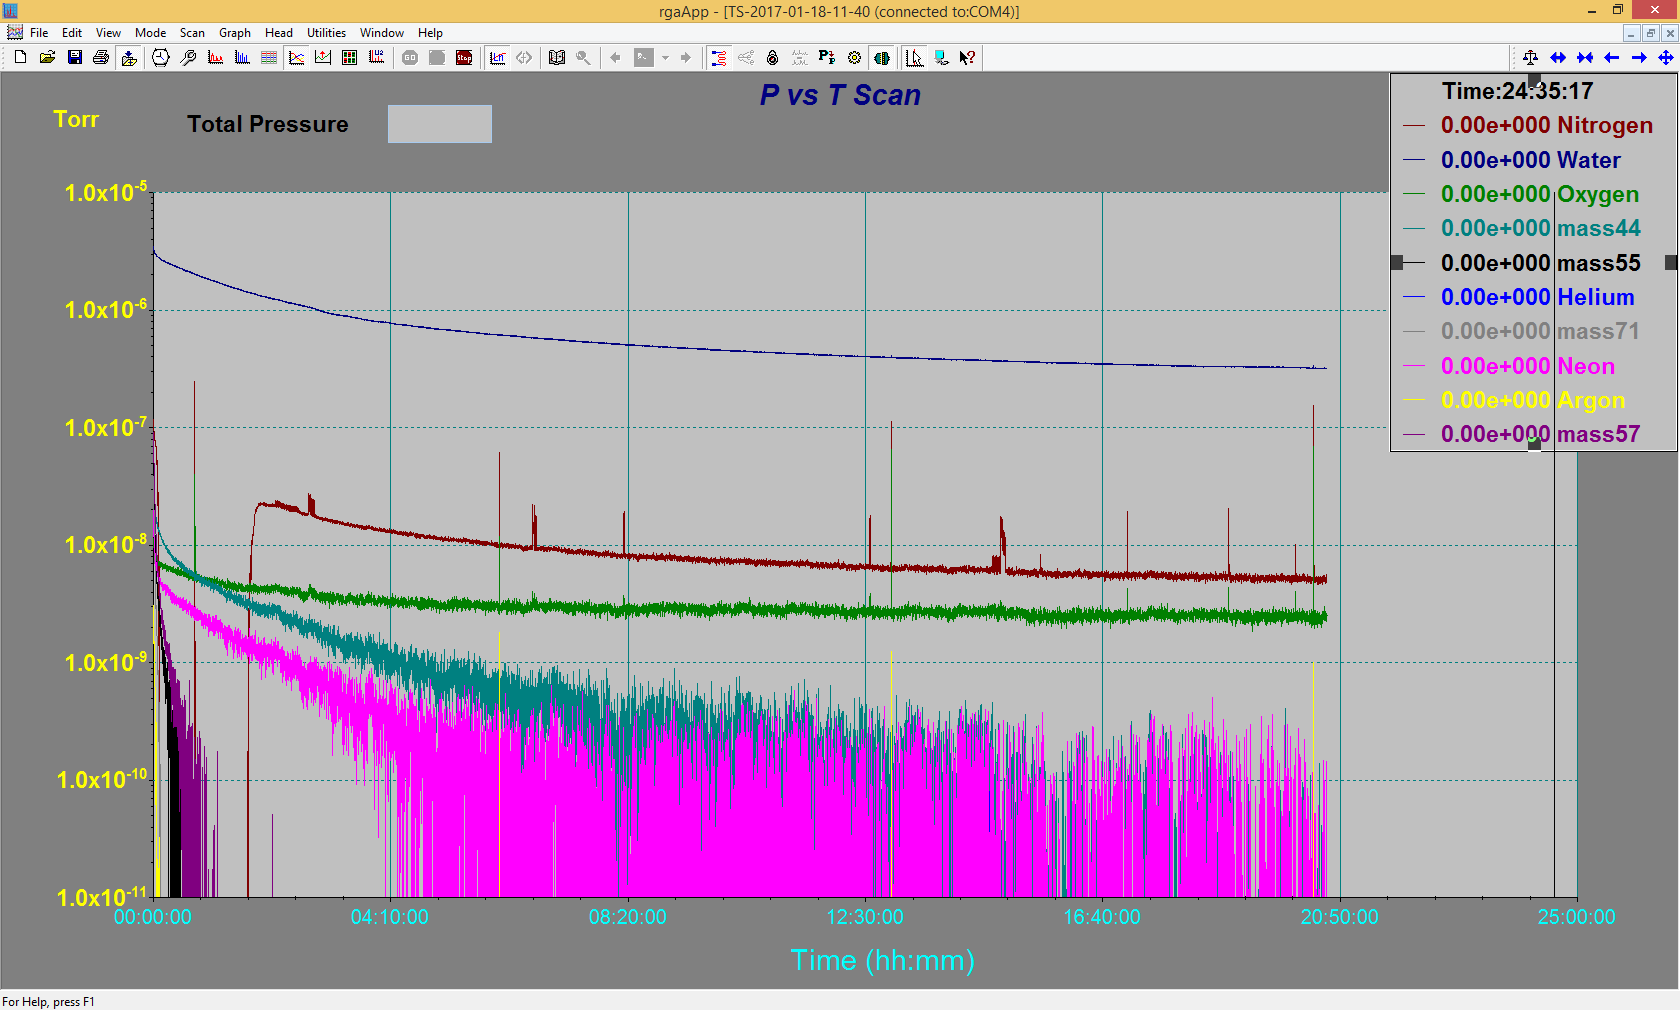 rgaApp - [TS-2017-01-18-11-40 (connected to:COM4)]
File Edit View Mode Scan Graph Head Utilities Window Help
GO Stop
P vs T Scan
Torr
Total Pressure
Time:24:35:17
0.00e+000 Nitrogen
0.00e+000 Water
0.00e+000 Oxygen
0.00e+000 mass44
0.00e+000 mass55
0.00e+000 Helium
0.00e+000 mass71
0.00e+000 Neon
0.00e+000 Argon
0.00e+000 mass57
1.0x10-5
1.0x10-6
1.0x10-7
1.0x10-8
1.0x10-9
1.0x10-10
1.0x10-11
00:00:00 04:10:00 08:20:00 12:30:00 16:40:00 20:50:00 25:00:00
Time (hh:mm)
For Help, press F1